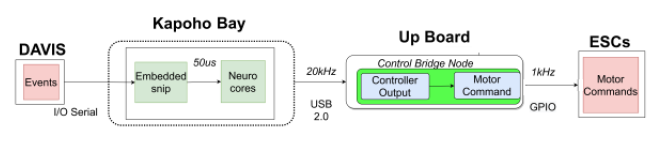 DAVIS
Events
I/O Serial
Kapoho Bay
Embedded
snip
50us
Neuro
cores
20kHz
USB
2.0
Up Board
Control Bridge Node
Controller
Output
Motor
Command
1kHz
GPIO
ESCs
Motor
Commands